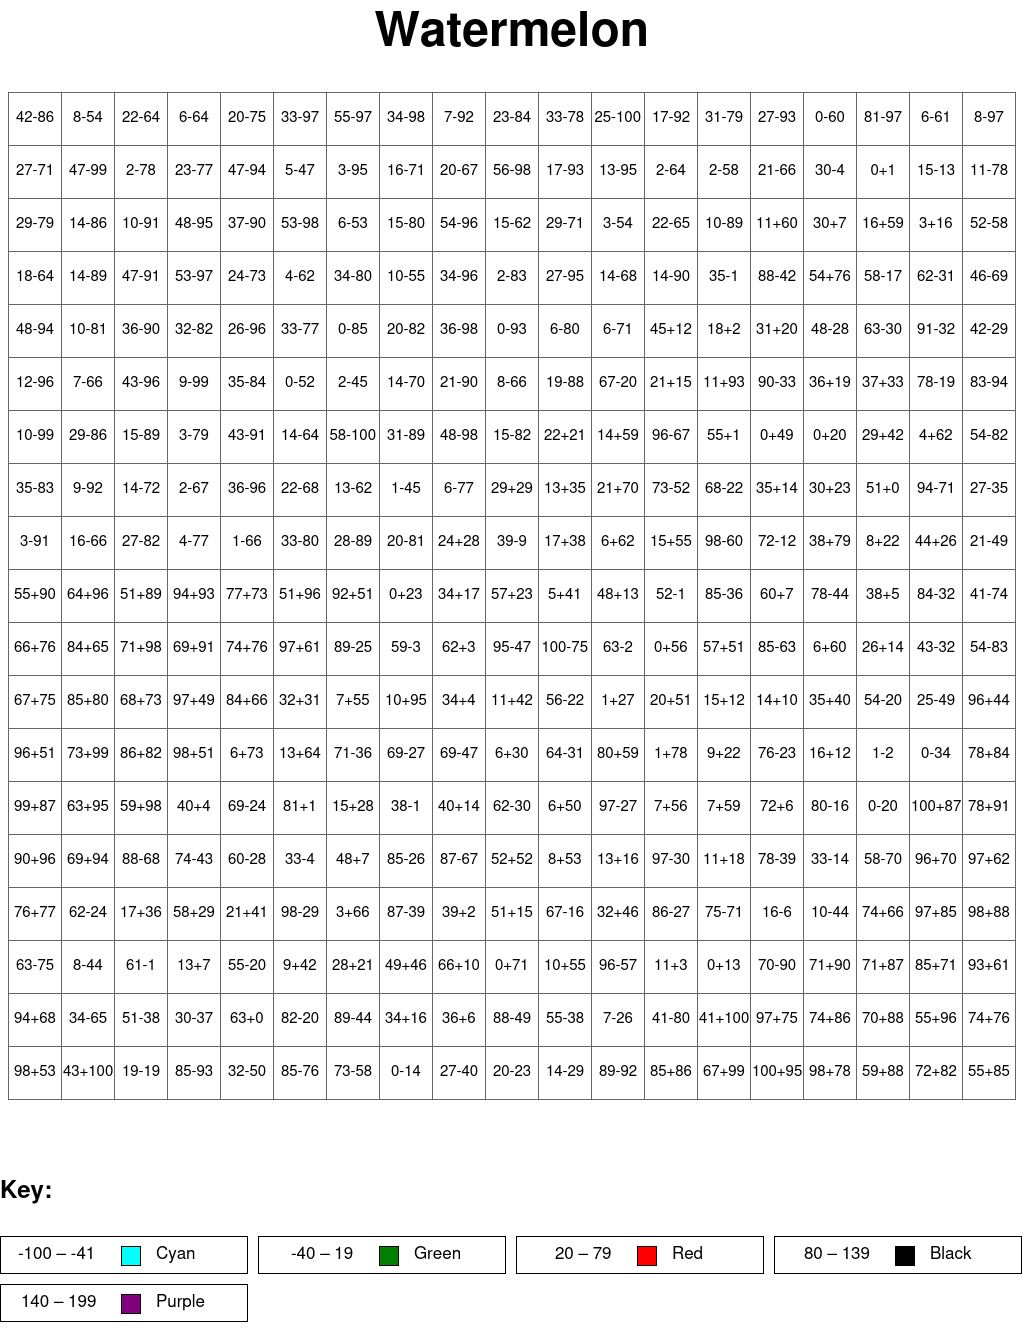 Watermelon
42-86 8-54 22-64 6-64 20-75 33-97 55-97 34-98 7-92 23-84 33-78 25-100 17-92 31-79 27-93 0-60 81-97 6-61 8-97
27-71 47-99 2-78 23-77 47-94 5-47 3-95 16-71 20-67 56-98 17-93 13-95 2-64 2-58 21-66 30-4 0+1 15-13 11-78
29-79 14-86 10-91 48-95 37-90 53-98 6-53 15-80 54-96 15-62 29-71 3-54 22-65 10-89 11+60 30+7 16+59 3+16 52-58
18-64 14-89 47-91 53-97 24-73 4-62 34-80 10-55 34-96 2-83 27-95 14-68 14-90 35-1 88-42 54+76 58-17 62-31 46-69
48-94 10-81 36-90 32-82 26-96 33-77 0-85 20-82 36-98 0-93 6-80 6-71 45+12 18+2 31+20 48-28 63-30 91-32 42-29
12-96 7-66 43-96 9-99 35-84 0-52 2-45 14-70 21-90 8-66 19-88 67-20 21+15 11+93 90-33 36+19 37+33 78-19 83-94
10-99 29-86 15-89 3-79 43-91 14-64 58-100 31-89 48-98 15-82 22+21 14+59 96-67 55+1 0+49 0+20 29+42 4+62 54-82
35-83 9-92 14-72 2-67 36-96 22-68 13-62 1-45 6-77 29+29 13+35 21+70 73-52 68-22 35+14 30+23 51+0 94-71 27-35
3-91 16-66 27-82 4-77 1-66 33-80 28-89 20-81 24+28 39-9 17+38 6+62 15+55 98-60 72-12 38+79 8+22 44+26 21-49
55+90 64+96 51+89 94+93 77+73 51+96 92+51 0+23 34+17 57+23 5+41 48+13 52-1 85-36 60+7 78-44 38+5 84-32 41-74
66+76 84+65 71+98 69+91 74+76 97+61 89-25 59-3 62+3 95-47 100-75 63-2 0+56 57+51 85-63 6+60 26+14 43-32 54-83
67+75 85+80 68+73 97+49 84+66 32+31 7+55 10+95 34+4 11+42 56-22 1+27 20+51 15+12 14+10 35+40 54-20 25-49 96+44
96+51 73+99 86+82 98+51 6+73 13+64 71-36 69-27 69-47 6+30 64-31 80+59 1+78 9+22 76-23 16+12 1-2 0-34 78+84
99+87 63+95 59+98 40+4 69-24 81+1 15+28 38-1 40+14 62-30 6+50 97-27 7+56 7+59 72+6 80-16 0-20 100+87 78+91
90+96 69+94 88-68 74-43 60-28 33-4 48+7 85-26 87-67 52+52 8+53 13+16 97-30 11+18 78-39 33-14 58-70 96+70 97+62
76+77 62-24 17+36 58+29 21+41 98-29 3+66 87-39 39+2 51+15 67-16 32+46 86-27 75-71 16-6 10-44 74+66 97+85 98+88
63-75 8-44 61-1 13+7 55-20 9+42 28+21 49+46 66+10 0+71 10+55 96-57 11+3 0+13 70-90 71+90 71+87 85+71 93+61
94+68 34-65 51-38 30-37 63+0 82-20 89-44 34+16 36+6 88-49 55-38 7-26 41-80 41+100 97+75 74+86 70+88 55+96 74+76
98+53 43+100 19-19 85-93 32-50 85-76 73-58 0-14 27-40 20-23 14-29 89-92 85+86 67+99 100+95 98+78 59+88 72+82 55+85
Key:
-100 – -41 Cyan -40 – 19 Green 20 – 79 Red 80 – 139 Black
140 – 199 Purple